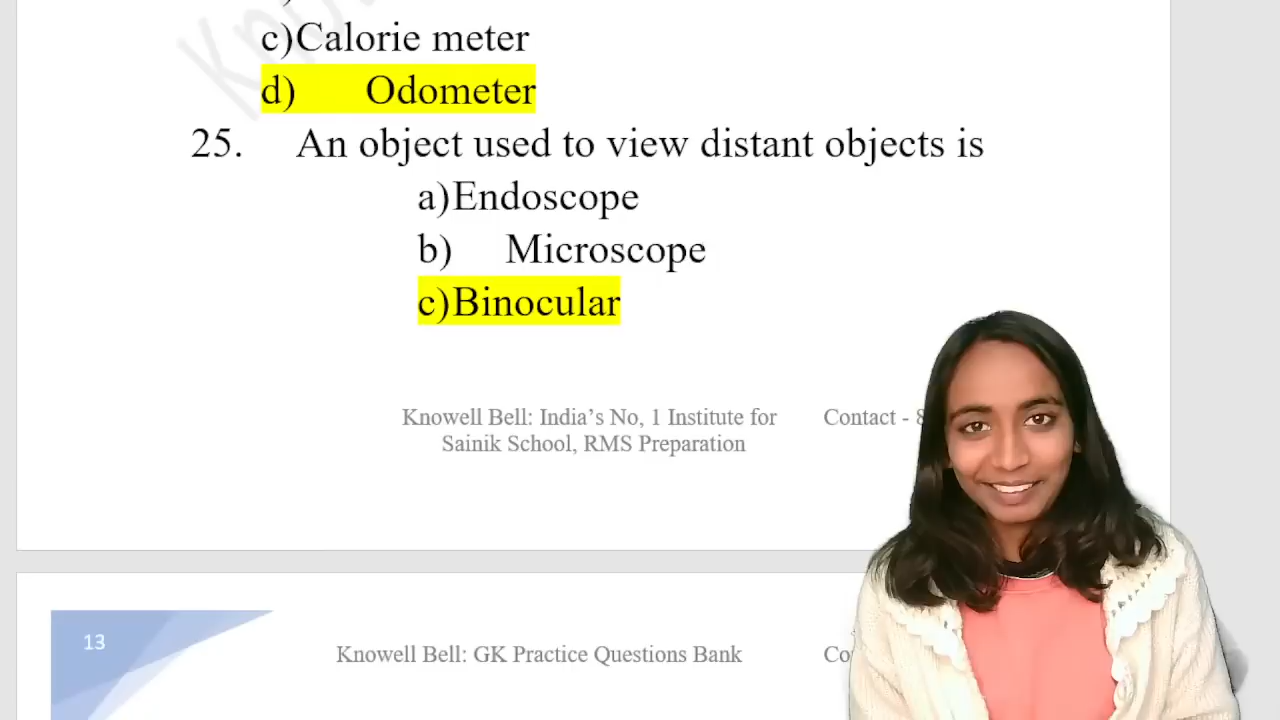 c)Calorie meter
d) Odometer
25. An object used to view distant objects is
a)Endoscope
b) Microscope
c)Binocular
Knowell Bell: India’s No, 1 Institute for Contact - 8
Sainik School, RMS Preparation
13
Knowell Bell: GK Practice Questions Bank